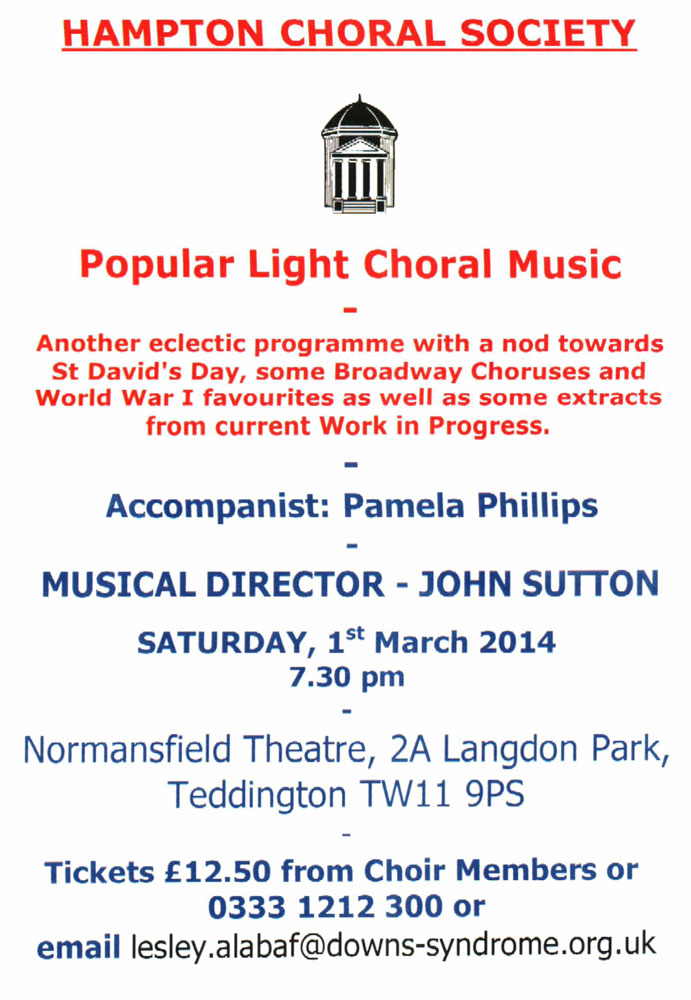 HAMPTON CHORAL SOCIETY
Popular Light Choral Music
-
Another eclectic programme with a nod towards
St David's Day, some Broadway Choruses and
World War I favourites as well as some extracts
from current Work in Progress.
-
Accompanist: Pamela Phillips
-
MUSICAL DIRECTOR - JOHN SUTTON
SATURDAY, 1st March 2014
7.30 pm
-
Normansfield Theatre, 2A Langdon Park,
Teddington TW11 9PS
-
Tickets £12.50 from Choir Members or
0333 1212 300 or
email lesley.alabaf@downs-syndrome.org.uk